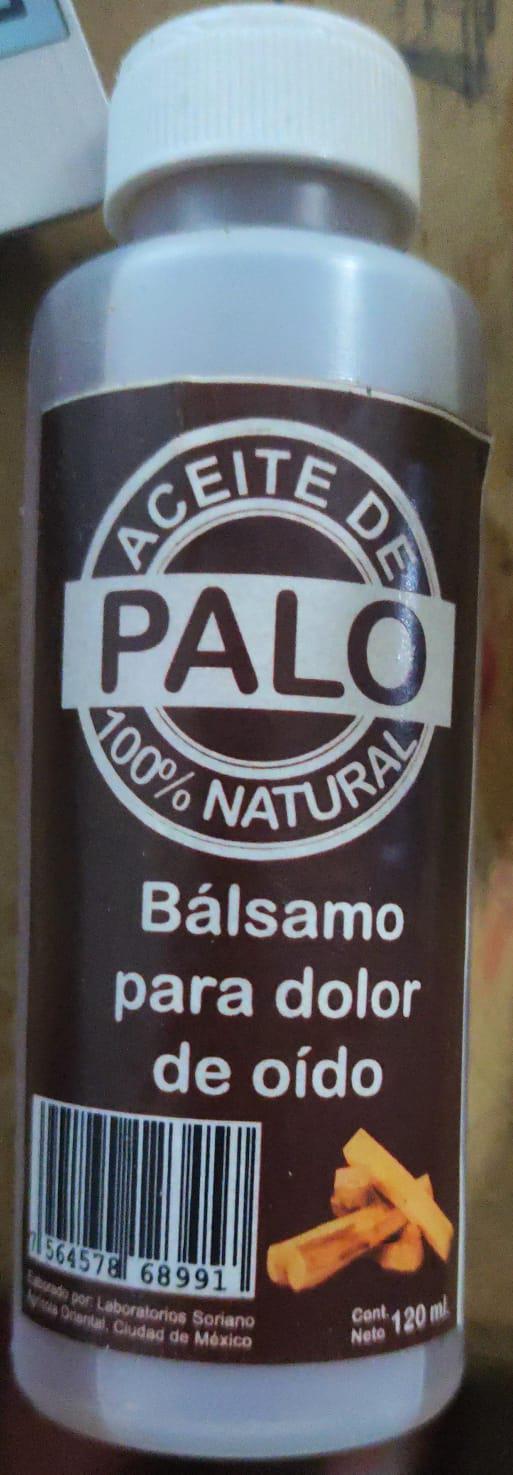 ACEITE DE
PALO
100% NATURAL
Bálsamo
para dolor
de oído
7 564578 68991
Elaborado por: Laboratorios Soriano
Agrícola Oriental, Ciudad de México
Cont.
Neto 120 ml.